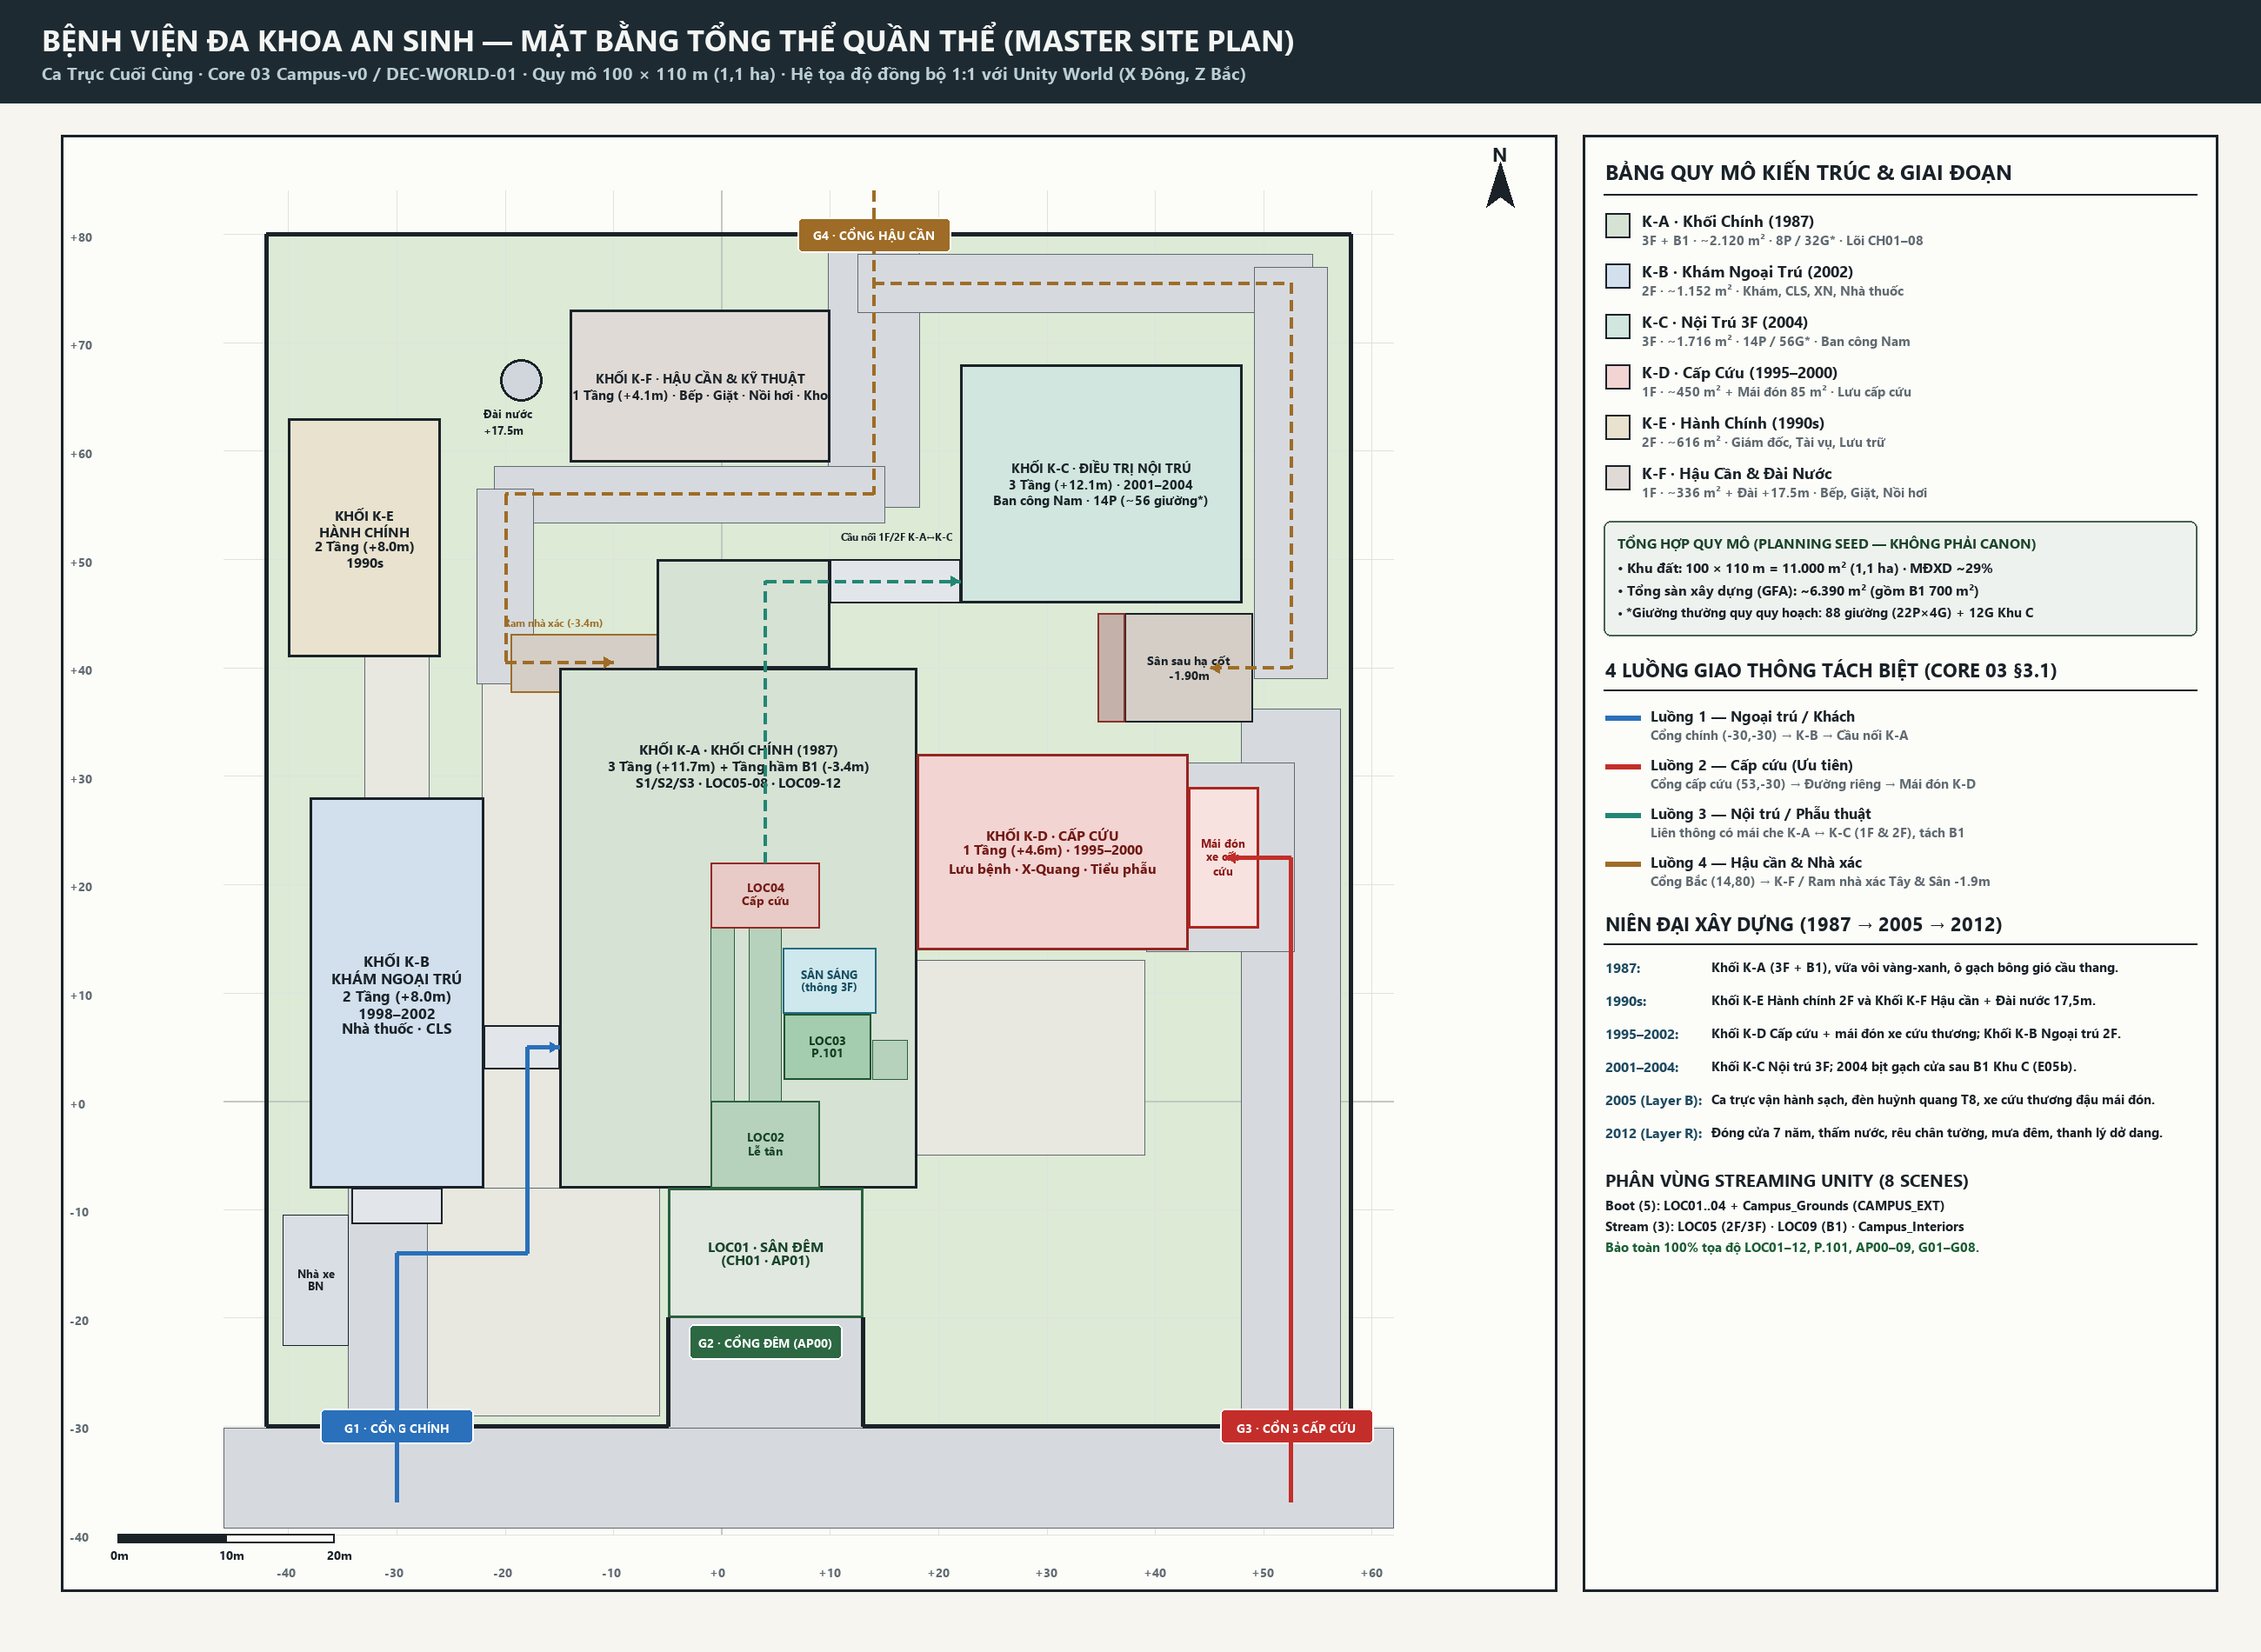 BỆNH VIỆN ĐA KHOA AN SINH — MẶT BẰNG TỔNG THỂ QUẦN THỂ (MASTER SITE PLAN)
Ca Trực Cuối Cùng · Core 03 Campus-v0 / DEC-WORLD-01 · Quy mô 100 × 110 m (1,1 ha) · Hệ tọa độ đồng bộ 1:1 với Unity World (X Đông, Z Bắc)
N
+80
+70
+60
+50
+40
+30
+20
+10
+0
-10
-20
-30
-40
G4 · CỔNG HẬU CẦN
KHỐI K-F · HẬU CẦN & KỸ THUẬT
1 Tầng (+4.1m) · Bếp · Giặt · Nồi hơi · Kho
Đài nước
+17.5m
KHỐI K-C · ĐIỀU TRỊ NỘI TRÚ
3 Tầng (+12.1m) · 2001–2004
Ban công Nam · 14P (~56 giường*)
KHỐI K-E
HÀNH CHÍNH
2 Tầng (+8.0m)
1990s
Cầu nối 1F/2F K-A↔K-C
Ram nhà xác (-3.4m)
Sân sau hạ cốt
-1.90m
KHỐI K-A · KHỐI CHÍNH (1987)
3 Tầng (+11.7m) + Tầng hầm B1 (-3.4m)
S1/S2/S3 · LOC05-08 · LOC09-12
KHỐI K-D · CẤP CỨU
1 Tầng (+4.6m) · 1995–2000
Lưu bệnh · X-Quang · Tiểu phẫu
Mái đón
xe cấp
cứu
LOC04
Cấp cứu
KHỐI K-B
KHÁM NGOẠI TRÚ
2 Tầng (+8.0m)
1998–2002
Nhà thuốc · CLS
SÂN SÁNG
(thông 3F)
LOC03
P.101
LOC02
Lễ tân
LOC01 · SÂN ĐÊM
(CH01 · AP01)
Nhà xe
BN
G2 · CỔNG ĐÊM (AP00)
G1 · CỔNG CHÍNH
G3 · CỔNG CẤP CỨU
0m 10m 20m
-40 -30 -20 -10 +0 +10 +20 +30 +40 +50 +60
BẢNG QUY MÔ KIẾN TRÚC & GIAI ĐOẠN
K-A · Khối Chính (1987)
3F + B1 · ~2.120 m² · 8P / 32G* · Lõi CH01–08
K-B · Khám Ngoại Trú (2002)
2F · ~1.152 m² · Khám, CLS, XN, Nhà thuốc
K-C · Nội Trú 3F (2004)
3F · ~1.716 m² · 14P / 56G* · Ban công Nam
K-D · Cấp Cứu (1995–2000)
1F · ~450 m² + Mái đón 85 m² · Lưu cấp cứu
K-E · Hành Chính (1990s)
2F · ~616 m² · Giám đốc, Tài vụ, Lưu trữ
K-F · Hậu Cần & Đài Nước
1F · ~336 m² + Đài +17.5m · Bếp, Giặt, Nồi hơi
TỔNG HỢP QUY MÔ (PLANNING SEED — KHÔNG PHẢI CANON)
• Khu đất: 100 × 110 m = 11.000 m² (1,1 ha) · MĐXD ~29%
• Tổng sàn xây dựng (GFA): ~6.390 m² (gồm B1 700 m²)
• *Giường thường quy quy hoạch: 88 giường (22P×4G) + 12G Khu C
4 LUỒNG GIAO THÔNG TÁCH BIỆT (CORE 03 §3.1)
Luồng 1 — Ngoại trú / Khách
Cổng chính (-30,-30) → K-B → Cầu nối K-A
Luồng 2 — Cấp cứu (Ưu tiên)
Cổng cấp cứu (53,-30) → Đường riêng → Mái đón K-D
Luồng 3 — Nội trú / Phẫu thuật
Liên thông có mái che K-A ↔ K-C (1F & 2F), tách B1
Luồng 4 — Hậu cần & Nhà xác
Cổng Bắc (14,80) → K-F / Ram nhà xác Tây & Sân -1.9m
NIÊN ĐẠI XÂY DỰNG (1987 → 2005 → 2012)
1987: Khối K-A (3F + B1), vữa vôi vàng-xanh, ô gạch bông gió cầu thang.
1990s: Khối K-E Hành chính 2F và Khối K-F Hậu cần + Đài nước 17,5m.
1995–2002: Khối K-D Cấp cứu + mái đón xe cứu thương; Khối K-B Ngoại trú 2F.
2001–2004: Khối K-C Nội trú 3F; 2004 bịt gạch cửa sau B1 Khu C (E05b).
2005 (Layer B): Ca trực vận hành sạch, đèn huỳnh quang T8, xe cứu thương đậu mái đón.
2012 (Layer R): Đóng cửa 7 năm, thấm nước, rêu chân tường, mưa đêm, thanh lý dở dang.
PHÂN VÙNG STREAMING UNITY (8 SCENES)
Boot (5): LOC01..04 + Campus_Grounds (CAMPUS_EXT)
Stream (3): LOC05 (2F/3F) · LOC09 (B1) · Campus_Interiors
Bảo toàn 100% tọa độ LOC01–12, P.101, AP00–09, G01–G08.